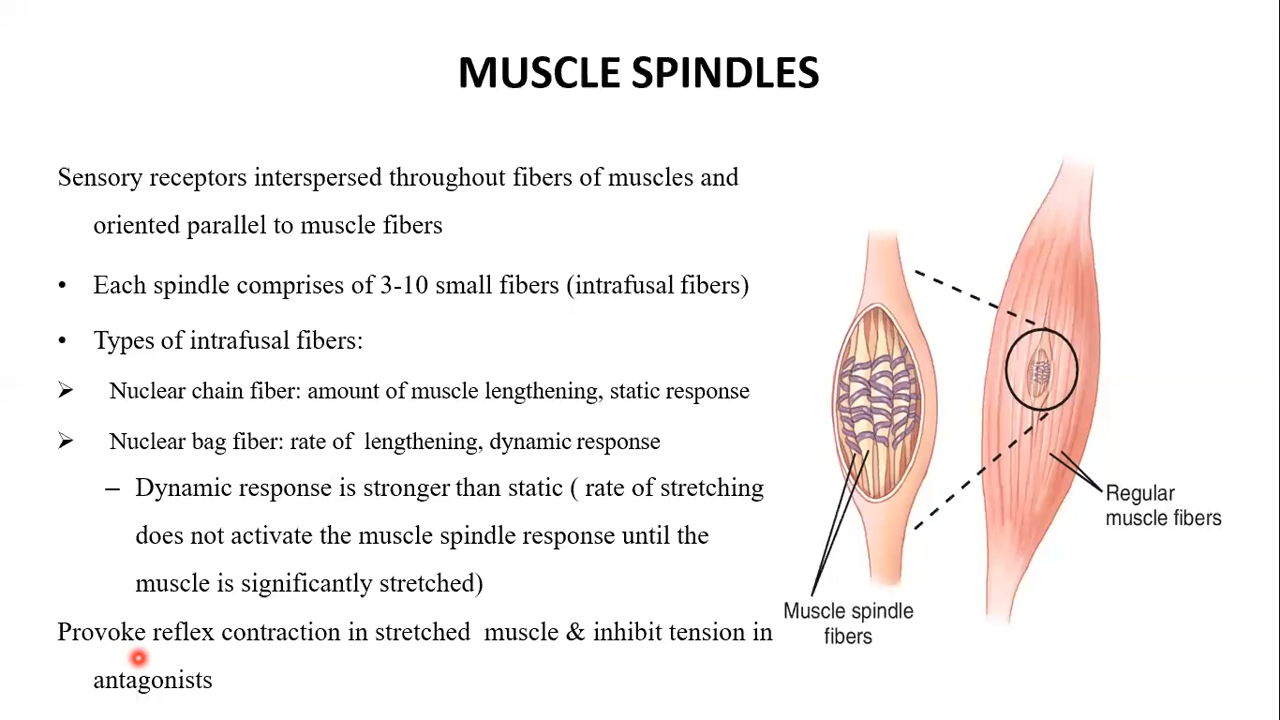 MUSCLE SPINDLES
Sensory receptors interspersed throughout fibers of muscles and
oriented parallel to muscle fibers
• Each spindle comprises of 3-10 small fibers (intrafusal fibers)
• Types of intrafusal fibers:
➢ Nuclear chain fiber: amount of muscle lengthening, static response
➢ Nuclear bag fiber: rate of lengthening, dynamic response
– Dynamic response is stronger than static ( rate of stretching
does not activate the muscle spindle response until the
muscle is significantly stretched)
Provoke reflex contraction in stretched muscle & inhibit tension in
antagonists
Regular
muscle fibers
Muscle spindle
fibers